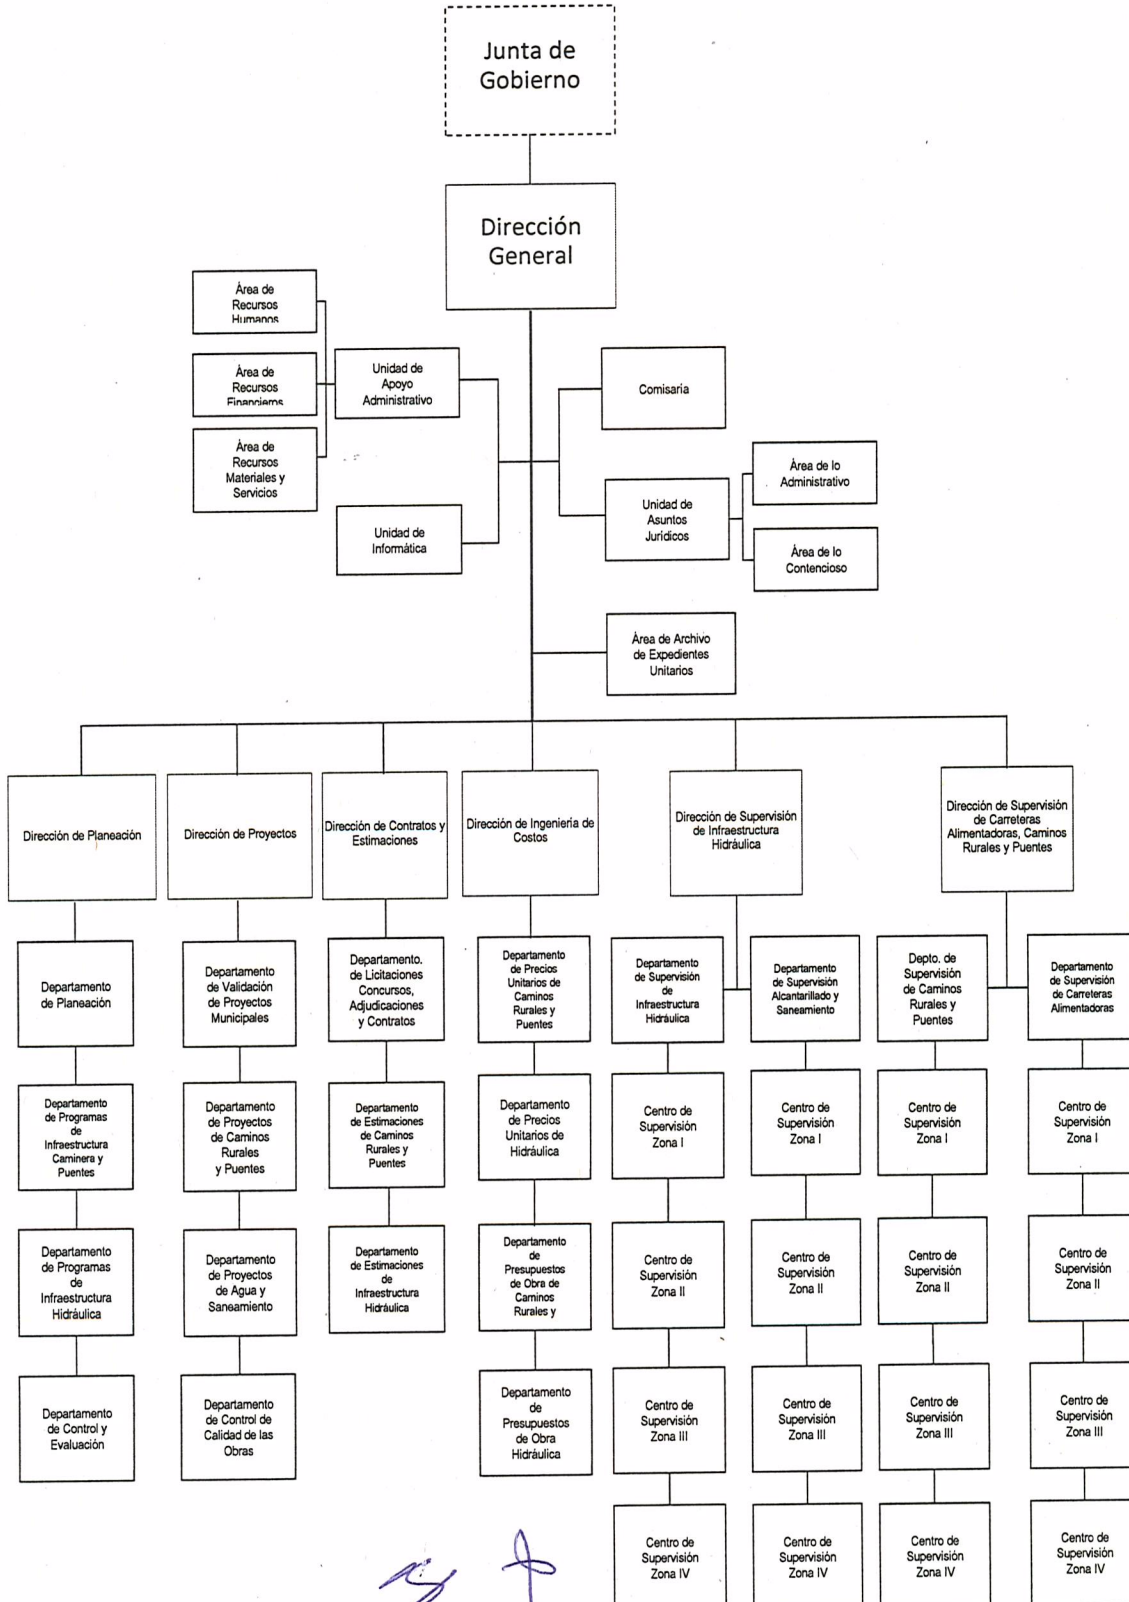 Junta de
Gobierno
Dirección
General
Área de
Recursos
Humanos
Área de
Recursos
Financieros
Área de
Recursos
Materiales y
Servicios
Unidad de
Apoyo
Administrativo
Unidad de
Informática
Comisaria
Unidad de
Asuntos
Jurídicos
Área de lo
Administrativo
Área de lo
Contencioso
Área de Archivo
de Expedientes
Unitarios
Dirección de Planeación
Dirección de Proyectos
Dirección de Contratos y
Estimaciones
Dirección de Ingeniería de
Costos
Dirección de Supervisión
de Infraestructura
Hidráulica
Dirección de Supervisión
de Carreteras
Alimentadoras, Caminos
Rurales y Puentes
Departamento
de Planeación
Departamento
de Validación
de Proyectos
Municipales
Departamento.
de Licitaciones
Concursos,
Adjudicaciones
y Contratos
Departamento
de Precios
Unitarios de
Caminos
Rurales y
Puentes
Departamento
de Supervisión
de
Infraestructura
Hidráulica
Departamento
de Supervisión
Alcantarillado y
Saneamiento
Depto. de
Supervisión
de Caminos
Rurales y
Puentes
Departamento
de Supervisión
de Carreteras
Alimentadoras
Departamento
de Programas
de
Infraestructura
Caminera y
Puentes
Departamento
de Proyectos
de Caminos
Rurales
y Puentes
Departamento
de Estimaciones
de Caminos
Rurales y
Puentes
Departamento
de Precios
Unitarios de
Hidráulica
Centro de
Supervisión
Zona I
Centro de
Supervisión
Zona I
Centro de
Supervisión
Zona I
Centro de
Supervisión
Zona I
Departamento
de Programas
de
Infraestructura
Hidráulica
Departamento
de Proyectos
de Agua y
Saneamiento
Departamento
de Estimaciones
de
Infraestructura
Hidráulica
Departamento
de
Presupuestos
de Obra de
Caminos
Rurales y
Centro de
Supervisión
Zona II
Centro de
Supervisión
Zona II
Centro de
Supervisión
Zona II
Centro de
Supervisión
Zona II
Departamento
de Control y
Evaluación
Departamento
de Control de
Calidad de las
Obras
Departamento
de
Presupuestos
de Obra
Hidráulica
Centro de
Supervisión
Zona III
Centro de
Supervisión
Zona III
Centro de
Supervisión
Zona III
Centro de
Supervisión
Zona III
Centro de
Supervisión
Zona IV
Centro de
Supervisión
Zona IV
Centro de
Supervisión
Zona IV
Centro de
Supervisión
Zona IV